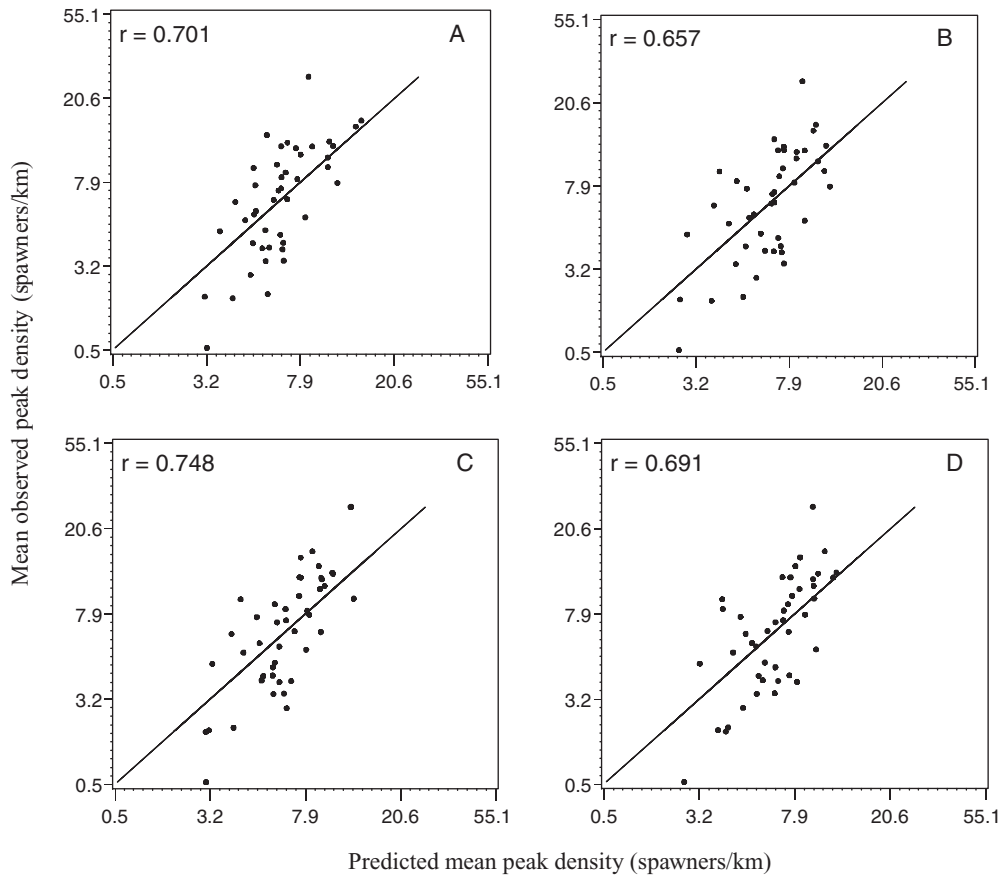 55.1
r = 0.701
A
20.6
7.9
3.2
0.5
0.5 3.2 7.9 20.6 55.1
55.1
r = 0.657
B
20.6
7.9
3.2
0.5
0.5 3.2 7.9 20.6 55.1
Mean observed peak density (spawners/km)
55.1
r = 0.748
C
20.6
7.9
3.2
0.5
0.5 3.2 7.9 20.6 55.1
55.1
r = 0.691
D
20.6
7.9
3.2
0.5
0.5 3.2 7.9 20.6 55.1
Predicted mean peak density (spawners/km)